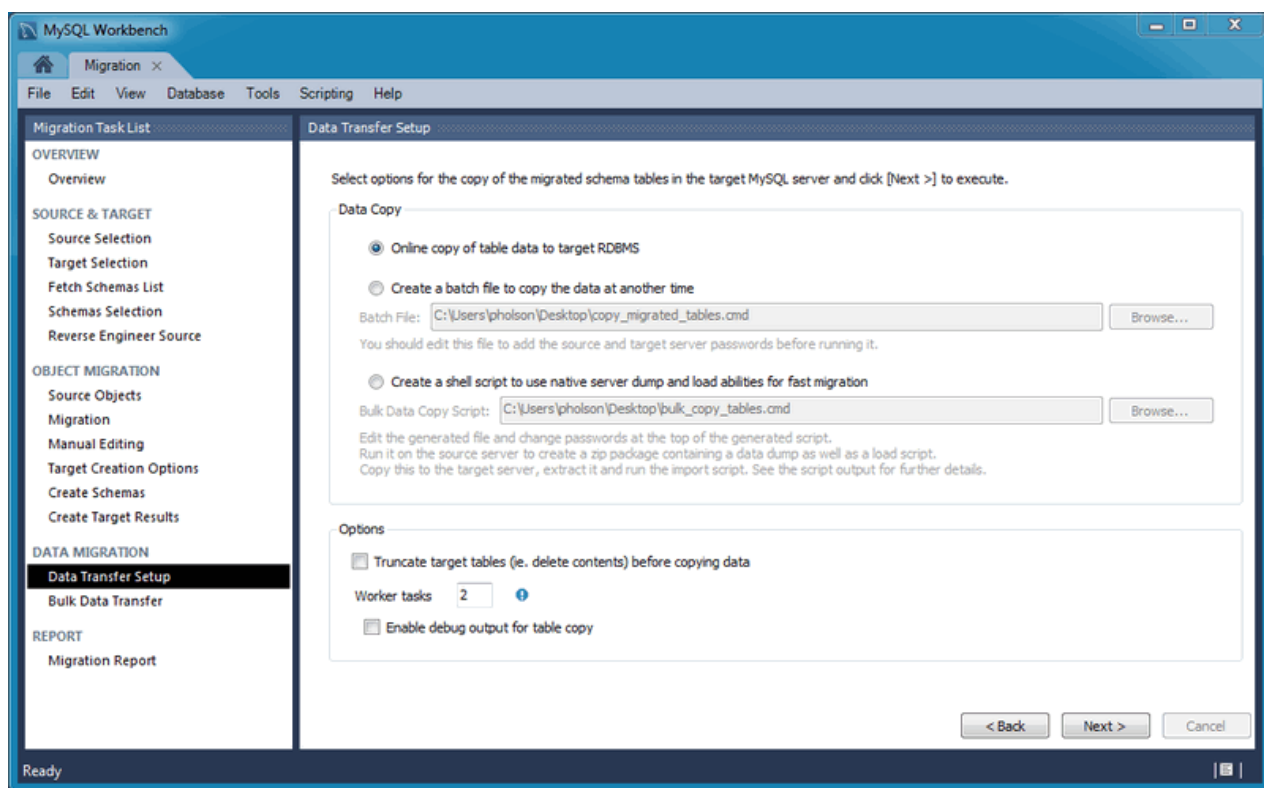 MySQL Workbench
Migration ×
File Edit View Database Tools Scripting Help
Migration Task List
OVERVIEW
Overview
SOURCE & TARGET
Source Selection
Target Selection
Fetch Schemas List
Schemas Selection
Reverse Engineer Source
OBJECT MIGRATION
Source Objects
Migration
Manual Editing
Target Creation Options
Create Schemas
Create Target Results
DATA MIGRATION
Data Transfer Setup
Bulk Data Transfer
REPORT
Migration Report
Data Transfer Setup
Select options for the copy of the migrated schema tables in the target MySQL server and click [Next >] to execute.
Data Copy
Online copy of table data to target RDBMS
Create a batch file to copy the data at another time
Batch File: C:\Users\pholson\Desktop\copy_migrated_tables.cmd Browse...
You should edit this file to add the source and target server passwords before running it.
Create a shell script to use native server dump and load abilities for fast migration
Bulk Data Copy Script: C:\Users\pholson\Desktop\bulk_copy_tables.cmd Browse...
Edit the generated file and change passwords at the top of the generated script.
Run it on the source server to create a zip package containing a data dump as well as a load script.
Copy this to the target server, extract it and run the import script. See the script output for further details.
Options
Truncate target tables (ie. delete contents) before copying data
Worker tasks 2
Enable debug output for table copy
< Back Next > Cancel
Ready